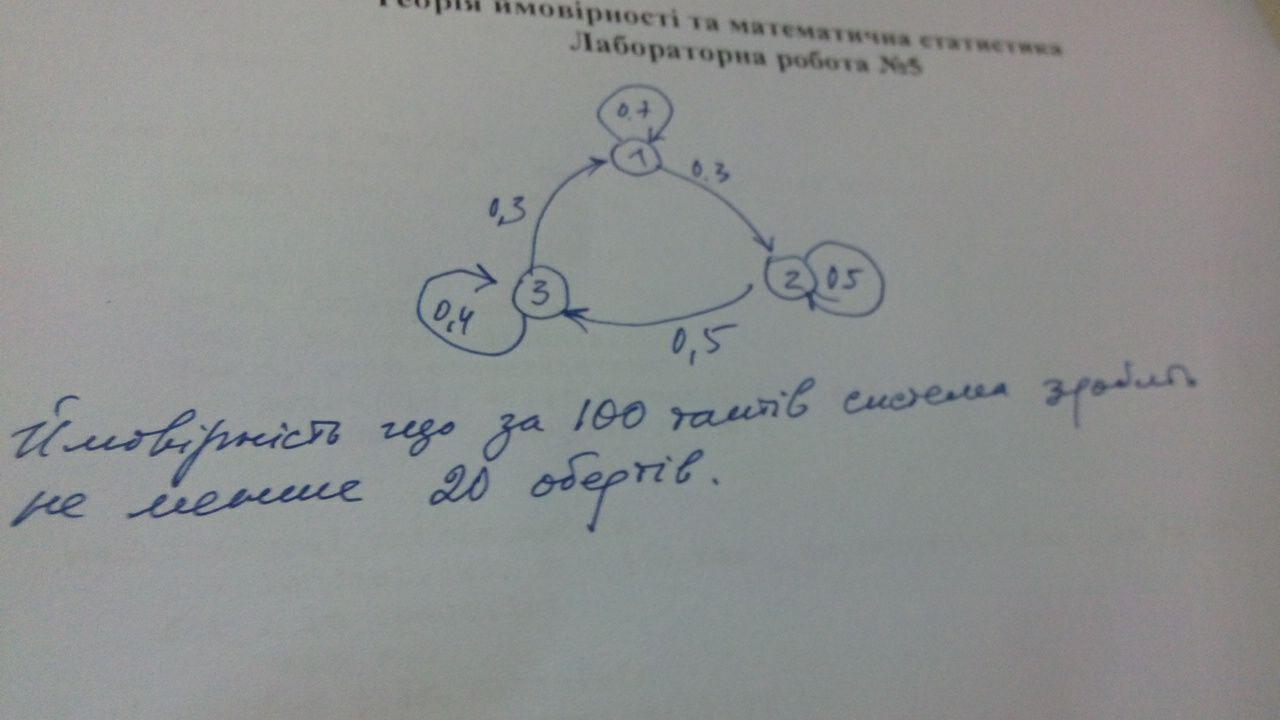 Теорія ймовірності та математична статистика
Лабораторна робота №5
0.7
1
0.3
0,3
3
2
0.5
0,4
0,5
Ймовірність що за 100 тактів система зробить
не менше 20 обертів.